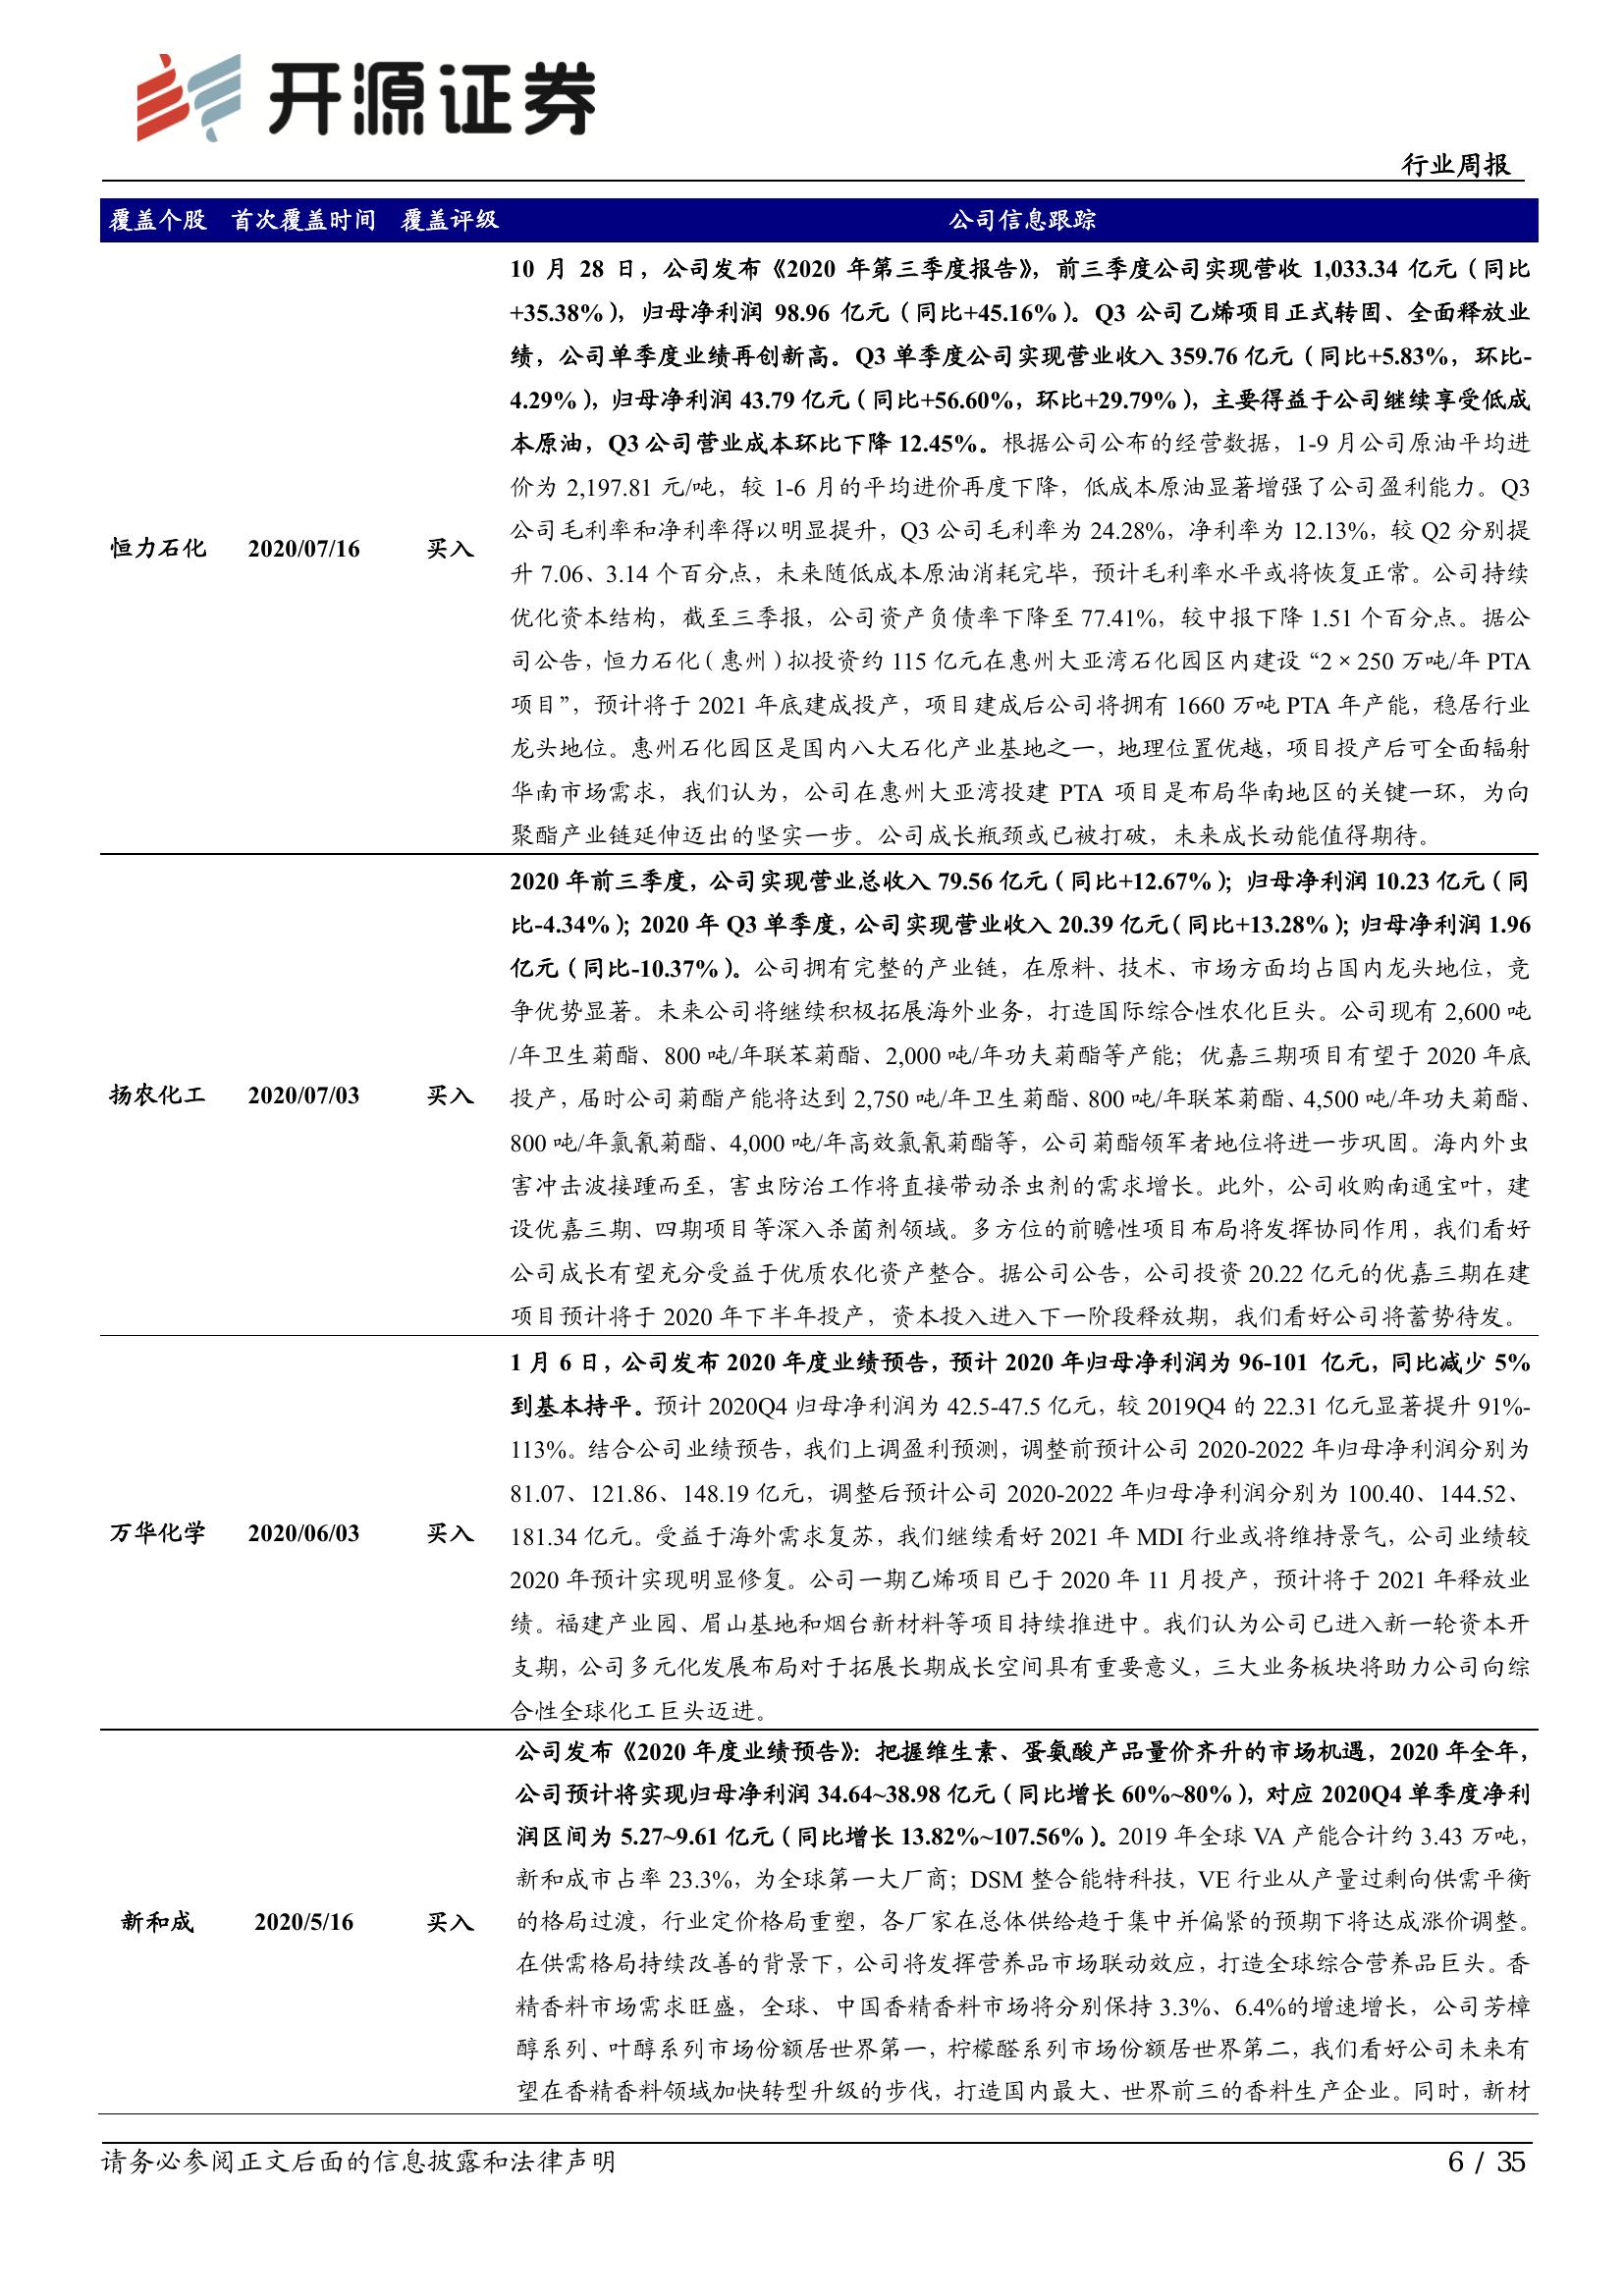 开源证券
行业周报
覆盖个股 首次覆盖时间 覆盖评级 公司信息跟踪
10 月 28 日，公司发布《2020 年第三季度报告》，前三季度公司实现营收 1,033.34 亿元（同比
+35.38%），归母净利润 98.96 亿元（同比+45.16%）。Q3 公司乙烯项目正式转固、全面释放业
绩，公司单季度业绩再创新高。Q3 单季度公司实现营业收入 359.76 亿元（同比+5.83%，环比-
4.29%），归母净利润 43.79 亿元（同比+56.60%，环比+29.79%），主要得益于公司继续享受低成
本原油，Q3 公司营业成本环比下降 12.45%。根据公司公布的经营数据，1-9 月公司原油平均进
价为 2,197.81 元/吨，较 1-6 月的平均进价再度下降，低成本原油显著增强了公司盈利能力。Q3
公司毛利率和净利率得以明显提升，Q3 公司毛利率为 24.28%，净利率为 12.13%，较 Q2 分别提
恒力石化 2020/07/16 买入
升 7.06、3.14 个百分点，未来随低成本原油消耗完毕，预计毛利率水平或将恢复正常。公司持续
优化资本结构，截至三季报，公司资产负债率下降至 77.41%，较中报下降 1.51 个百分点。据公
司公告，恒力石化（惠州）拟投资约 115 亿元在惠州大亚湾石化园区内建设“2×250 万吨/年 PTA
项目”，预计将于 2021 年底建成投产，项目建成后公司将拥有 1660 万吨 PTA 年产能，稳居行业
龙头地位。惠州石化园区是国内八大石化产业基地之一，地理位置优越，项目投产后可全面辐射
华南市场需求，我们认为，公司在惠州大亚湾投建 PTA 项目是布局华南地区的关键一环，为向
聚酯产业链延伸迈出的坚实一步。公司成长瓶颈或已被打破，未来成长动能值得期待。
2020 年前三季度，公司实现营业总收入 79.56 亿元（同比+12.67%）；归母净利润 10.23 亿元（同
比-4.34%）；2020 年 Q3 单季度，公司实现营业收入 20.39 亿元（同比+13.28%）；归母净利润 1.96
亿元（同比-10.37%）。公司拥有完整的产业链，在原料、技术、市场方面均占国内龙头地位，竞
争优势显著。未来公司将继续积极拓展海外业务，打造国际综合性农化巨头。公司现有 2,600 吨
/年卫生菊酯、800 吨/年联苯菊酯、2,000 吨/年功夫菊酯等产能；优嘉三期项目有望于 2020 年底
扬农化工 2020/07/03 买入
投产，届时公司菊酯产能将达到 2,750 吨/年卫生菊酯、800 吨/年联苯菊酯、4,500 吨/年功夫菊酯、
800 吨/年氯氰菊酯、4,000 吨/年高效氯氰菊酯等，公司菊酯领军者地位将进一步巩固。海内外虫
害冲击波接踵而至，害虫防治工作将直接带动杀虫剂的需求增长。此外，公司收购南通宝叶，建
设优嘉三期、四期项目等深入杀菌剂领域。多方位的前瞻性项目布局将发挥协同作用，我们看好
公司成长有望充分受益于优质农化资产整合。据公司公告，公司投资 20.22 亿元的优嘉三期在建
项目预计将于 2020 年下半年投产，资本投入进入下一阶段释放期，我们看好公司将蓄势待发。
1 月 6 日，公司发布 2020 年度业绩预告，预计 2020 年归母净利润为 96-101 亿元，同比减少 5%
到基本持平。预计 2020Q4 归母净利润为 42.5-47.5 亿元，较 2019Q4 的 22.31 亿元显著提升 91%-
113%。结合公司业绩预告，我们上调盈利预测，调整前预计公司 2020-2022 年归母净利润分别为
81.07、121.86、148.19 亿元，调整后预计公司 2020-2022 年归母净利润分别为 100.40、144.52、
万华化学 2020/06/03 买入
181.34 亿元。受益于海外需求复苏，我们继续看好 2021 年 MDI 行业或将维持景气，公司业绩较
2020 年预计实现明显修复。公司一期乙烯项目已于 2020 年 11 月投产，预计将于 2021 年释放业
绩。福建产业园、眉山基地和烟台新材料等项目持续推进中。我们认为公司已进入新一轮资本开
支期，公司多元化发展布局对于拓展长期成长空间具有重要意义，三大业务板块将助力公司向综
合性全球化工巨头迈进。
公司发布《2020 年度业绩预告》：把握维生素、蛋氨酸产品量价齐升的市场机遇，2020 年全年，
公司预计将实现归母净利润 34.64~38.98 亿元（同比增长 60%~80%），对应 2020Q4 单季度净利
润区间为 5.27~9.61 亿元（同比增长 13.82%~107.56%）。2019 年全球 VA 产能合计约 3.43 万吨，
新和成市占率 23.3%，为全球第一大厂商；DSM 整合能特科技，VE 行业从产量过剩向供需平衡
新和成 2020/5/16 买入
的格局过渡，行业定价格局重塑，各厂家在总体供给趋于集中并偏紧的预期下将达成涨价调整。
在供需格局持续改善的背景下，公司将发挥营养品市场联动效应，打造全球综合营养品巨头。香
精香料市场需求旺盛，全球、中国香精香料市场将分别保持 3.3%、6.4%的增速增长，公司芳樟
醇系列、叶醇系列市场份额居世界第一，柠檬醛系列市场份额居世界第二，我们看好公司未来有
望在香精香料领域加快转型升级的步伐，打造国内最大、世界前三的香料生产企业。同时，新材
请务必参阅正文后面的信息披露和法律声明
6 / 35